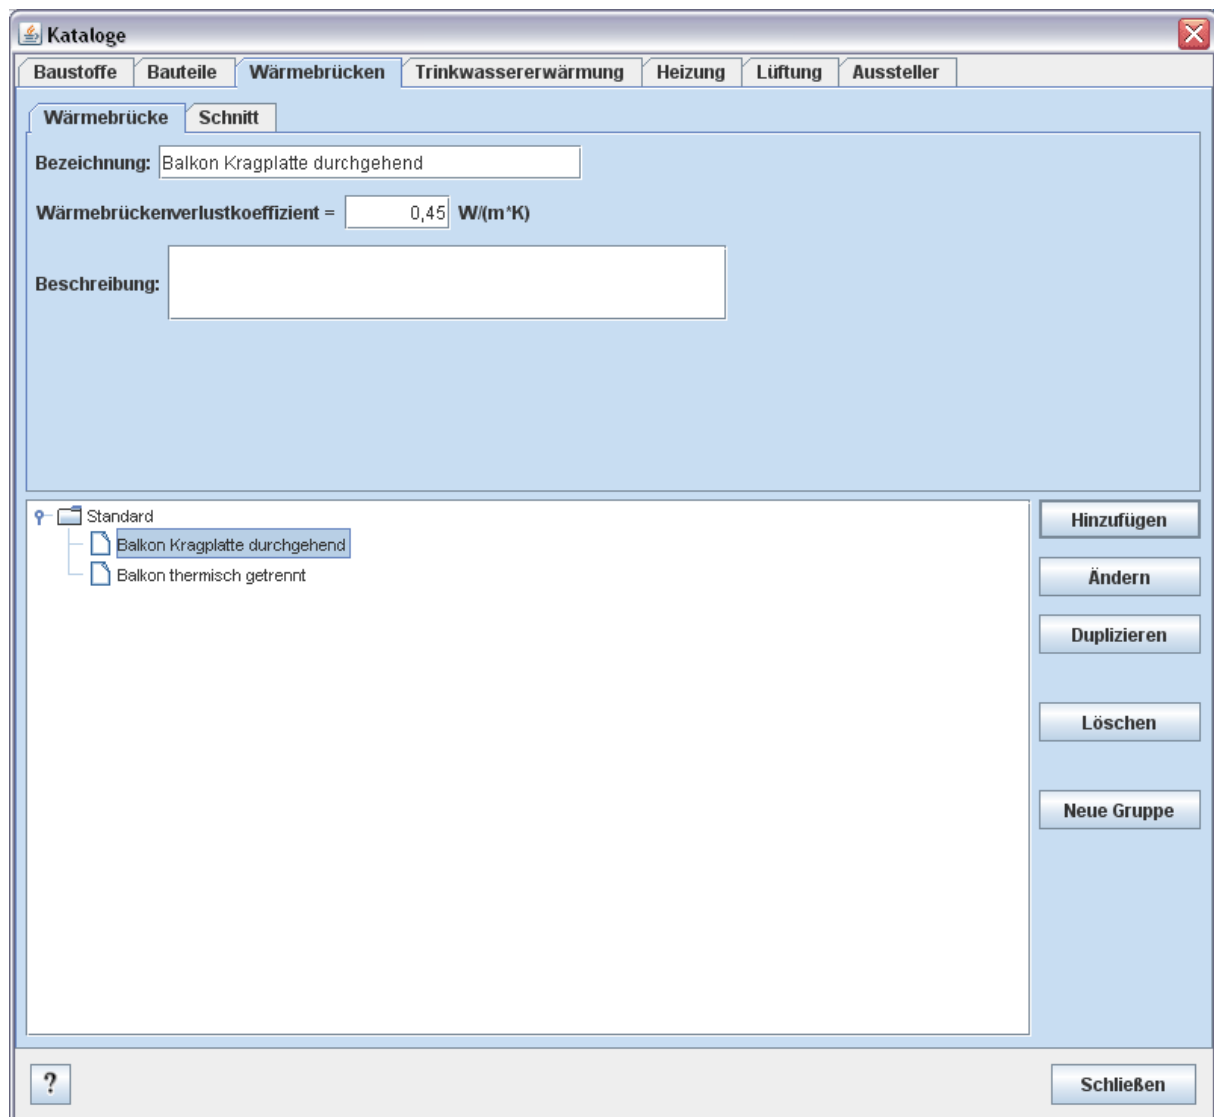 Kataloge
Baustoffe Bauteile Wärmebrücken Trinkwassererwärmung Heizung Lüftung Aussteller
Wärmebrücke Schnitt
Bezeichnung: Balkon Kragplatte durchgehend
Wärmebrückenverlustkoeffizient = 0,45 W/(m*K)
Beschreibung:
Standard
Balkon Kragplatte durchgehend
Balkon thermisch getrennt
Hinzufügen
Ändern
Duplizieren
Löschen
Neue Gruppe
? Schließen